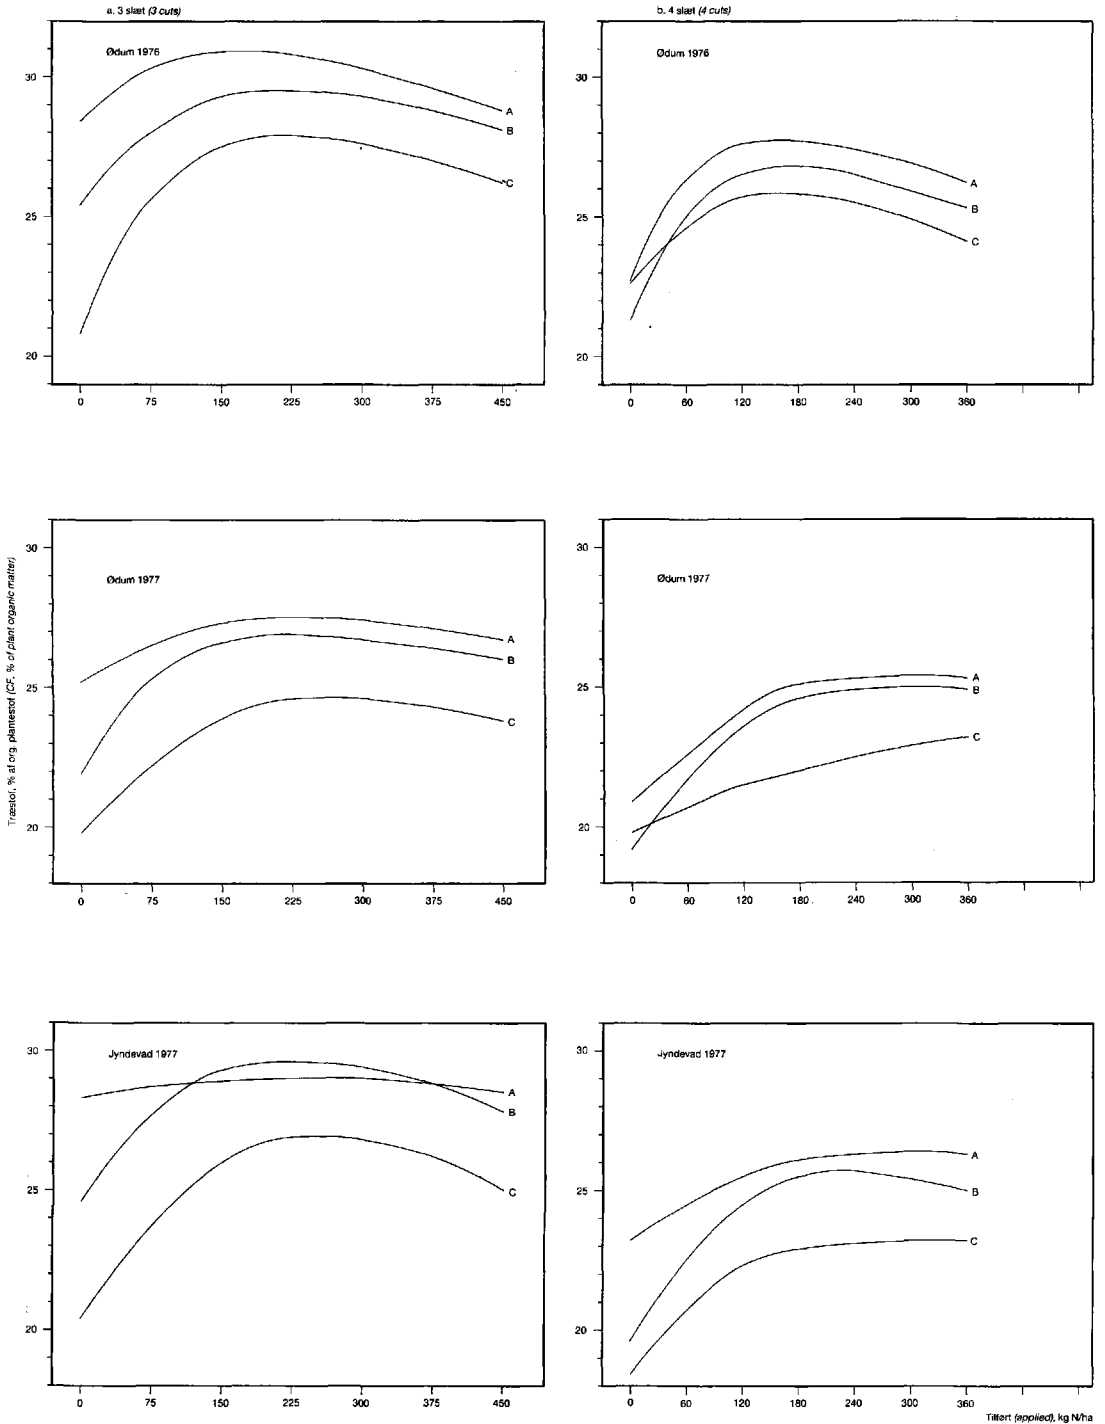 a. 3 slæt (3 cuts)
Ødum 1976
30
25
20
A
B
C
0 75 150 225 300 375 450
b. 4 slæt (4 cuts)
Ødum 1976
30
25
20
A
B
C
0 60 120 180 240 300 360
Træstof, % af org. plantestof (CF, % of plant organic matter)
Ødum 1977
30
25
20
A
B
C
0 75 150 225 300 375 450
Ødum 1977
30
25
20
A
B
C
0 60 120 180 240 300 360
Jyndevad 1977
30
25
20
A
B
C
0 75 150 225 300 375 450
Jyndevad 1977
30
25
20
A
B
C
0 60 120 180 240 300 360
Tilført (applied), kg N/ha